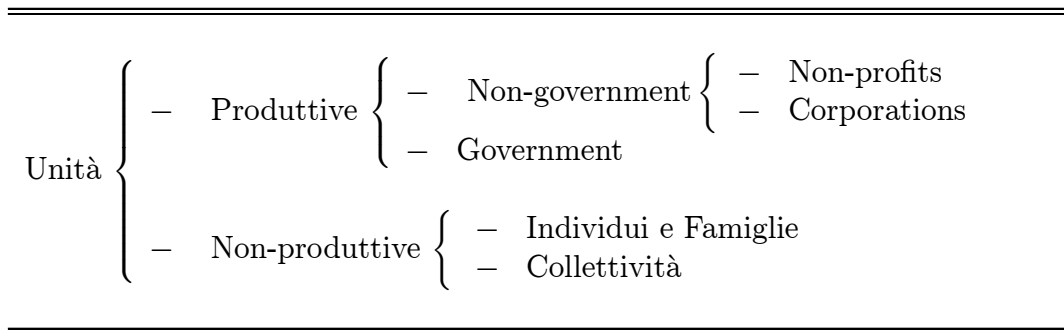 Unità
– Produttive
– Non-government
– Non-profits
– Corporations
– Government
– Non-produttive
– Individui e Famiglie
– Collettività